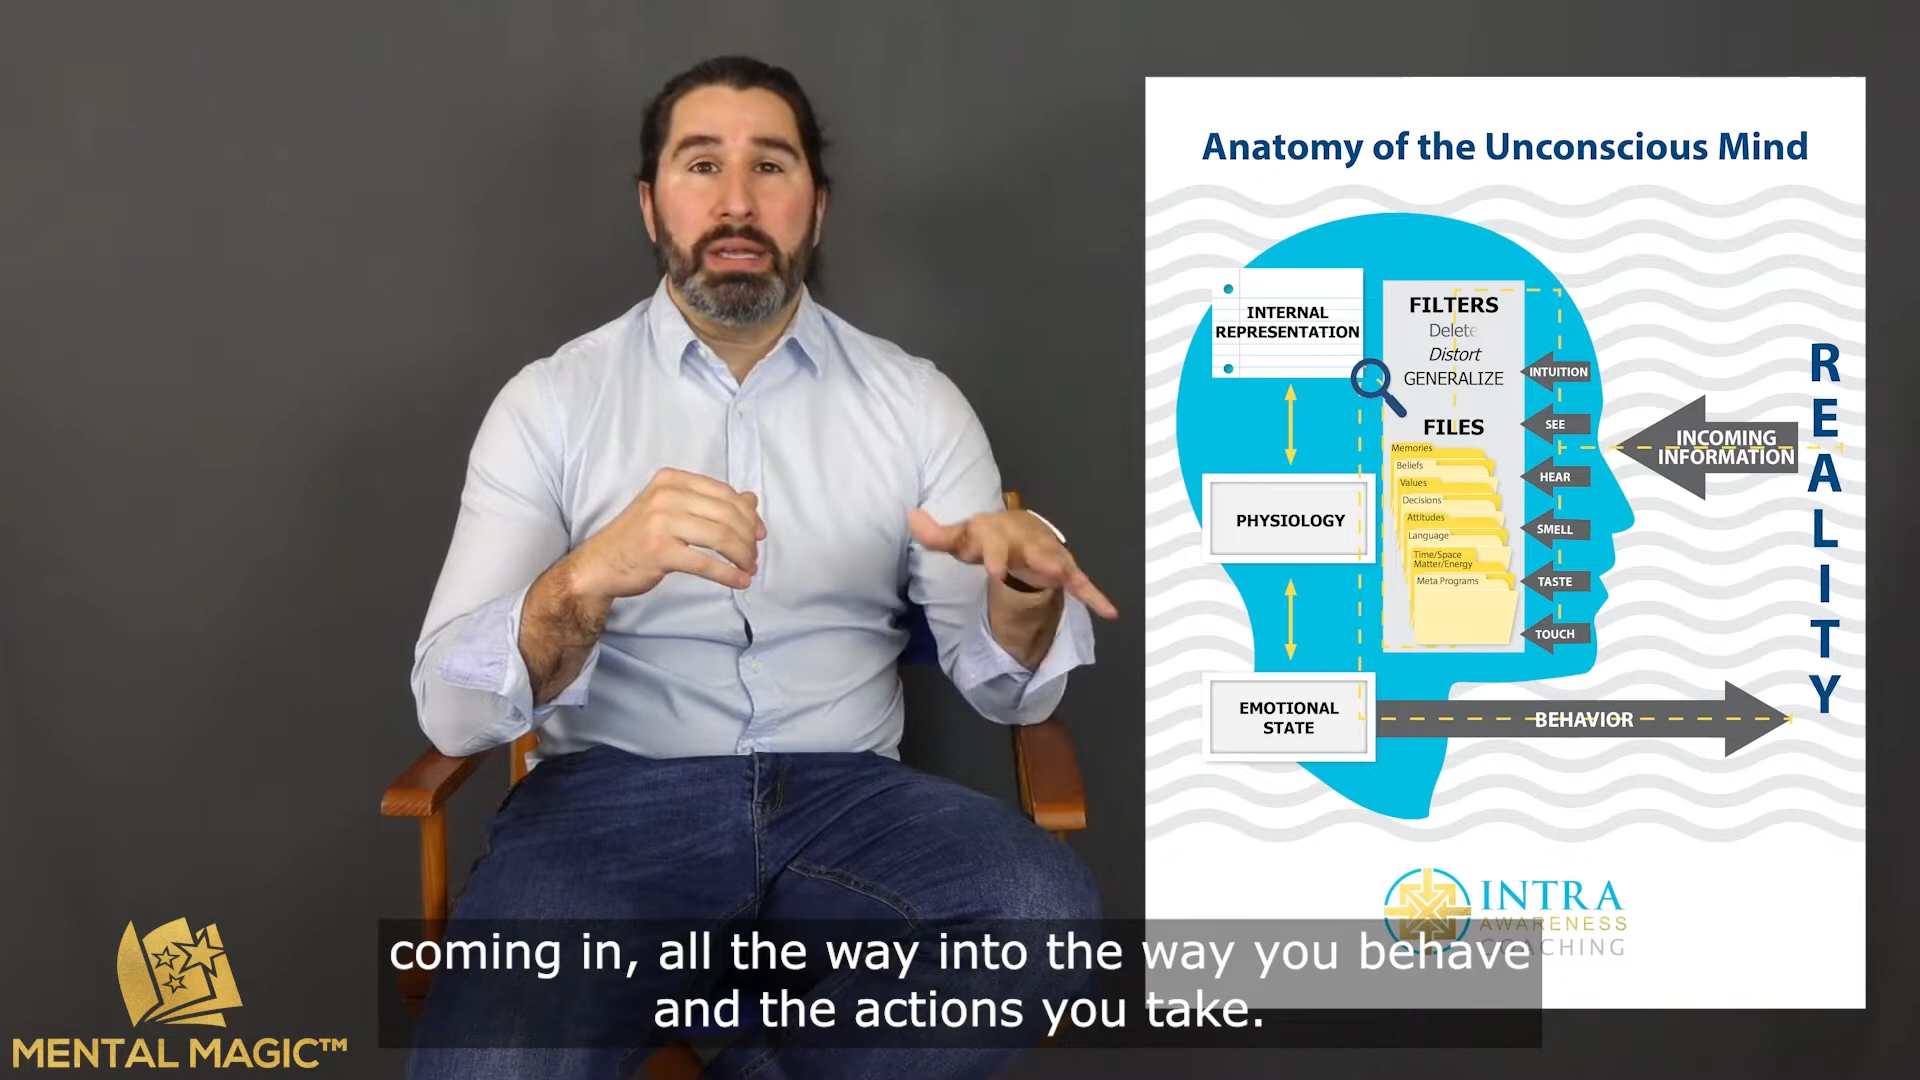 Anatomy of the Unconscious Mind
INTERNAL
REPRESENTATION
PHYSIOLOGY
EMOTIONAL
STATE
FILTERS
Delete
Distort
GENERALIZE
FILES
Memories
Beliefs
Values
Decisions
Attitudes
Language
Time/Space
Matter/Energy
Meta Programs
INTUITION
SEE
HEAR
SMELL
TASTE
TOUCH
INCOMING
INFORMATION
REALITY
BEHAVIOR
INTRA
AWARENESS
COACHING
coming in, all the way into the way you behave
and the actions you take.
MENTAL MAGIC™